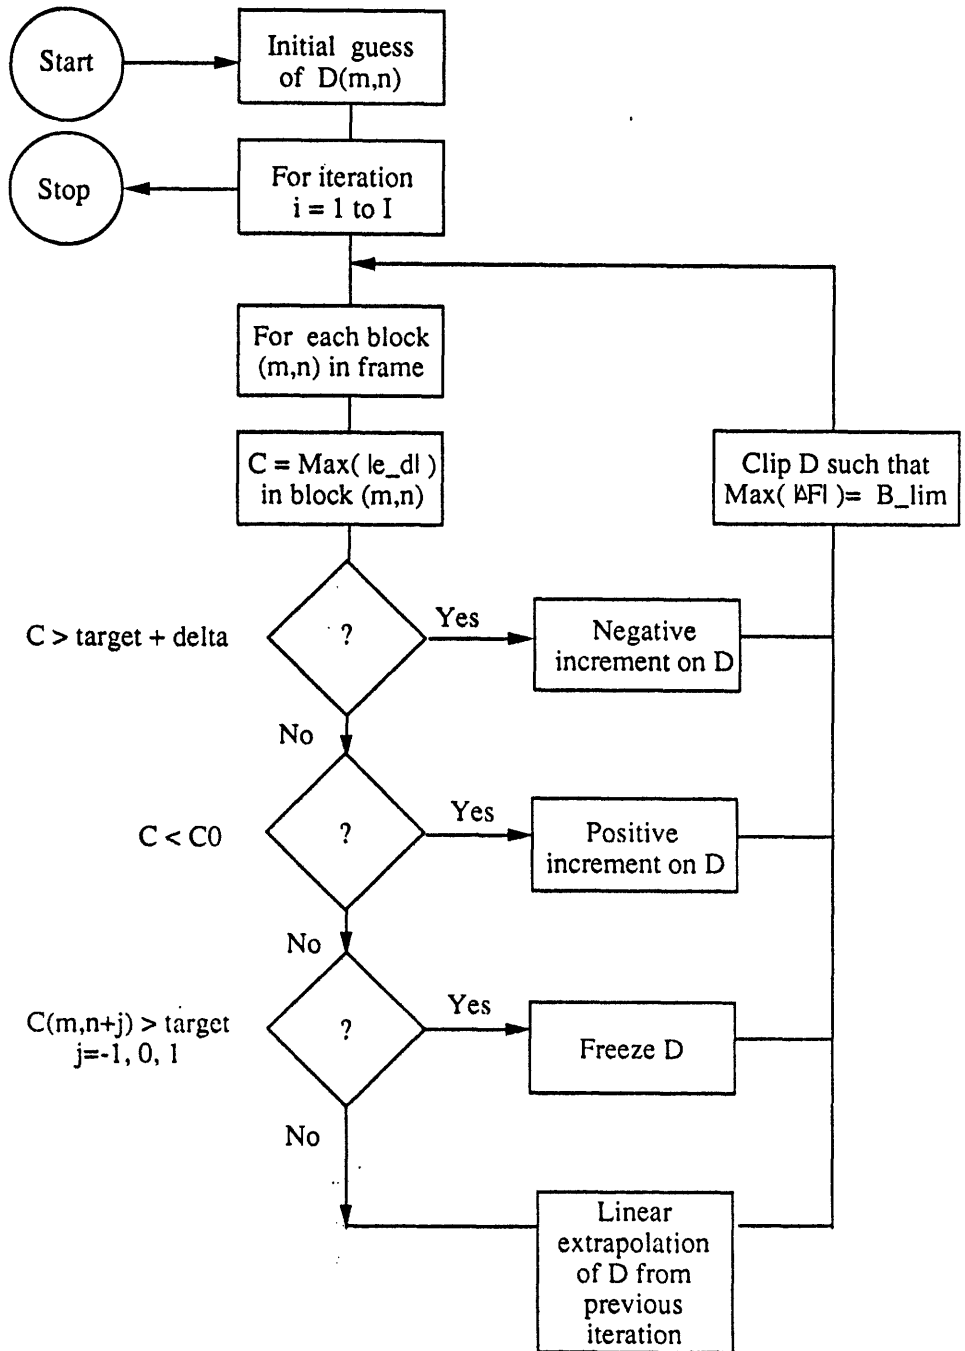 Start
Initial guess
of D(m,n)
Stop
For iteration
i = 1 to I
For each block
(m,n) in frame
C = Max( |e_d| )
in block (m,n)
Clip D such that
Max( |ΔF| )= B_lim
C > target + delta
?
Yes
Negative
increment on D
No
C < C0
?
Yes
Positive
increment on D
No
C(m,n+j) > target
j=-1, 0, 1
?
Yes
Freeze D
No
Linear
extrapolation
of D from
previous
iteration